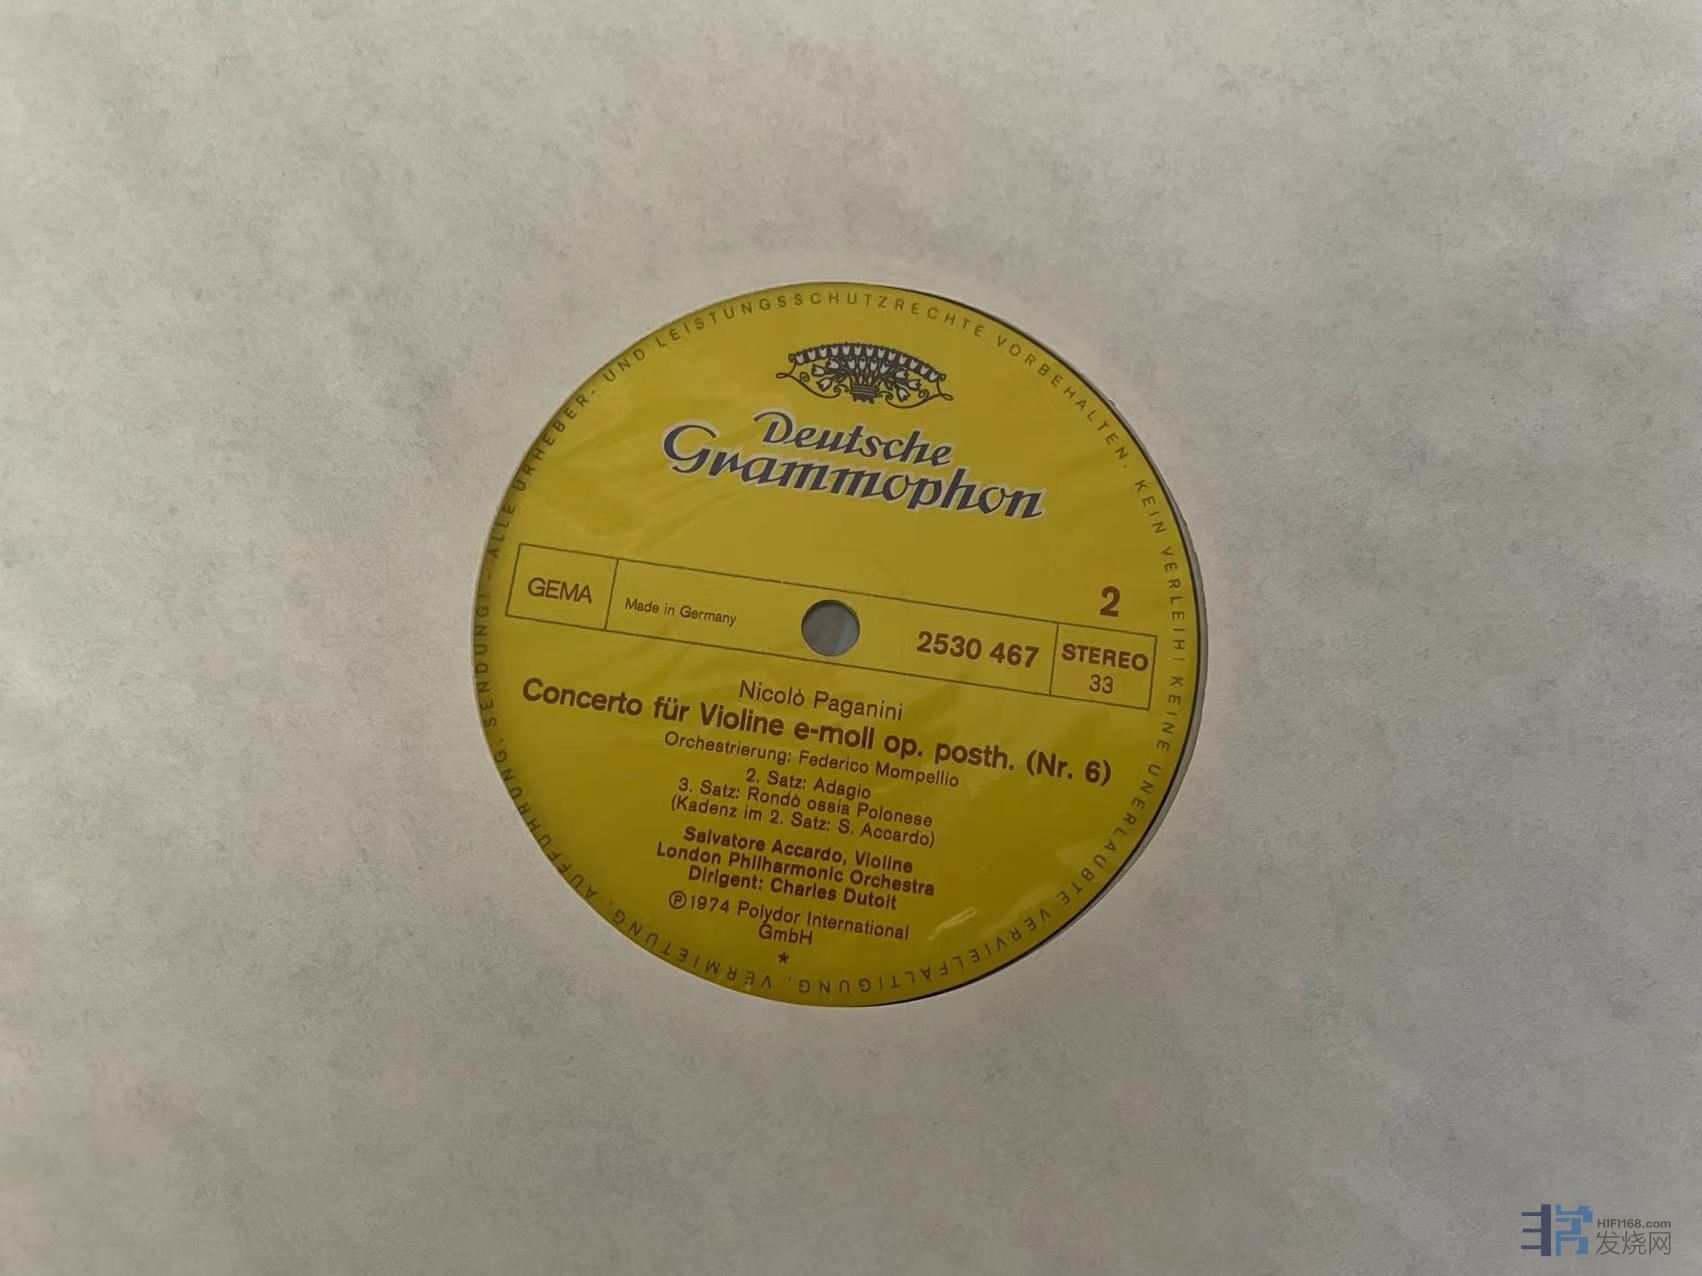 ALLE URHEBER- UND LEISTUNGSSCHUTZRECHTE VORBEHALTEN. KEIN VERLEIH! KEINE UNERLAUBTE VERVIELFÄLTIGUNG, VERMIETUNG, AUFFÜHRUNG, SENDUNG!
Deutsche
Grammophon
2
GEMA
Made in Germany
2530 467
STEREO
33
Nicolò Paganini
Concerto für Violine e-moll op. posth. (Nr. 6)
Orchestrierung: Federico Mompellio
2. Satz: Adagio
3. Satz: Rondò ossia Polonese
(Kadenz im 2. Satz: S. Accardo)
Salvatore Accardo, Violine
London Philharmonic Orchestra
Dirigent: Charles Dutoit
℗1974 Polydor International
GmbH
*
HIFI168.com
发烧网